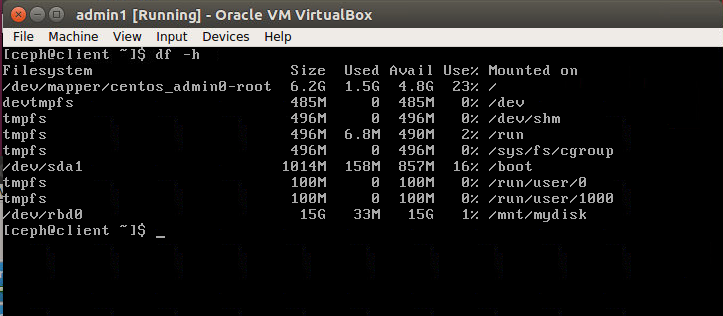 admin1 [Running] - Oracle VM VirtualBox
File Machine View Input Devices Help
[ceph@client ~]$ df -h
Filesystem Size Used Avail Use% Mounted on
/dev/mapper/centos_admin0-root 6.2G 1.5G 4.8G 23% /
devtmpfs 485M 0 485M 0% /dev
tmpfs 496M 0 496M 0% /dev/shm
tmpfs 496M 6.8M 490M 2% /run
tmpfs 496M 0 496M 0% /sys/fs/cgroup
/dev/sda1 1014M 158M 857M 16% /boot
tmpfs 100M 0 100M 0% /run/user/0
tmpfs 100M 0 100M 0% /run/user/1000
/dev/rbd0 15G 33M 15G 1% /mnt/mydisk
[ceph@client ~]$ _